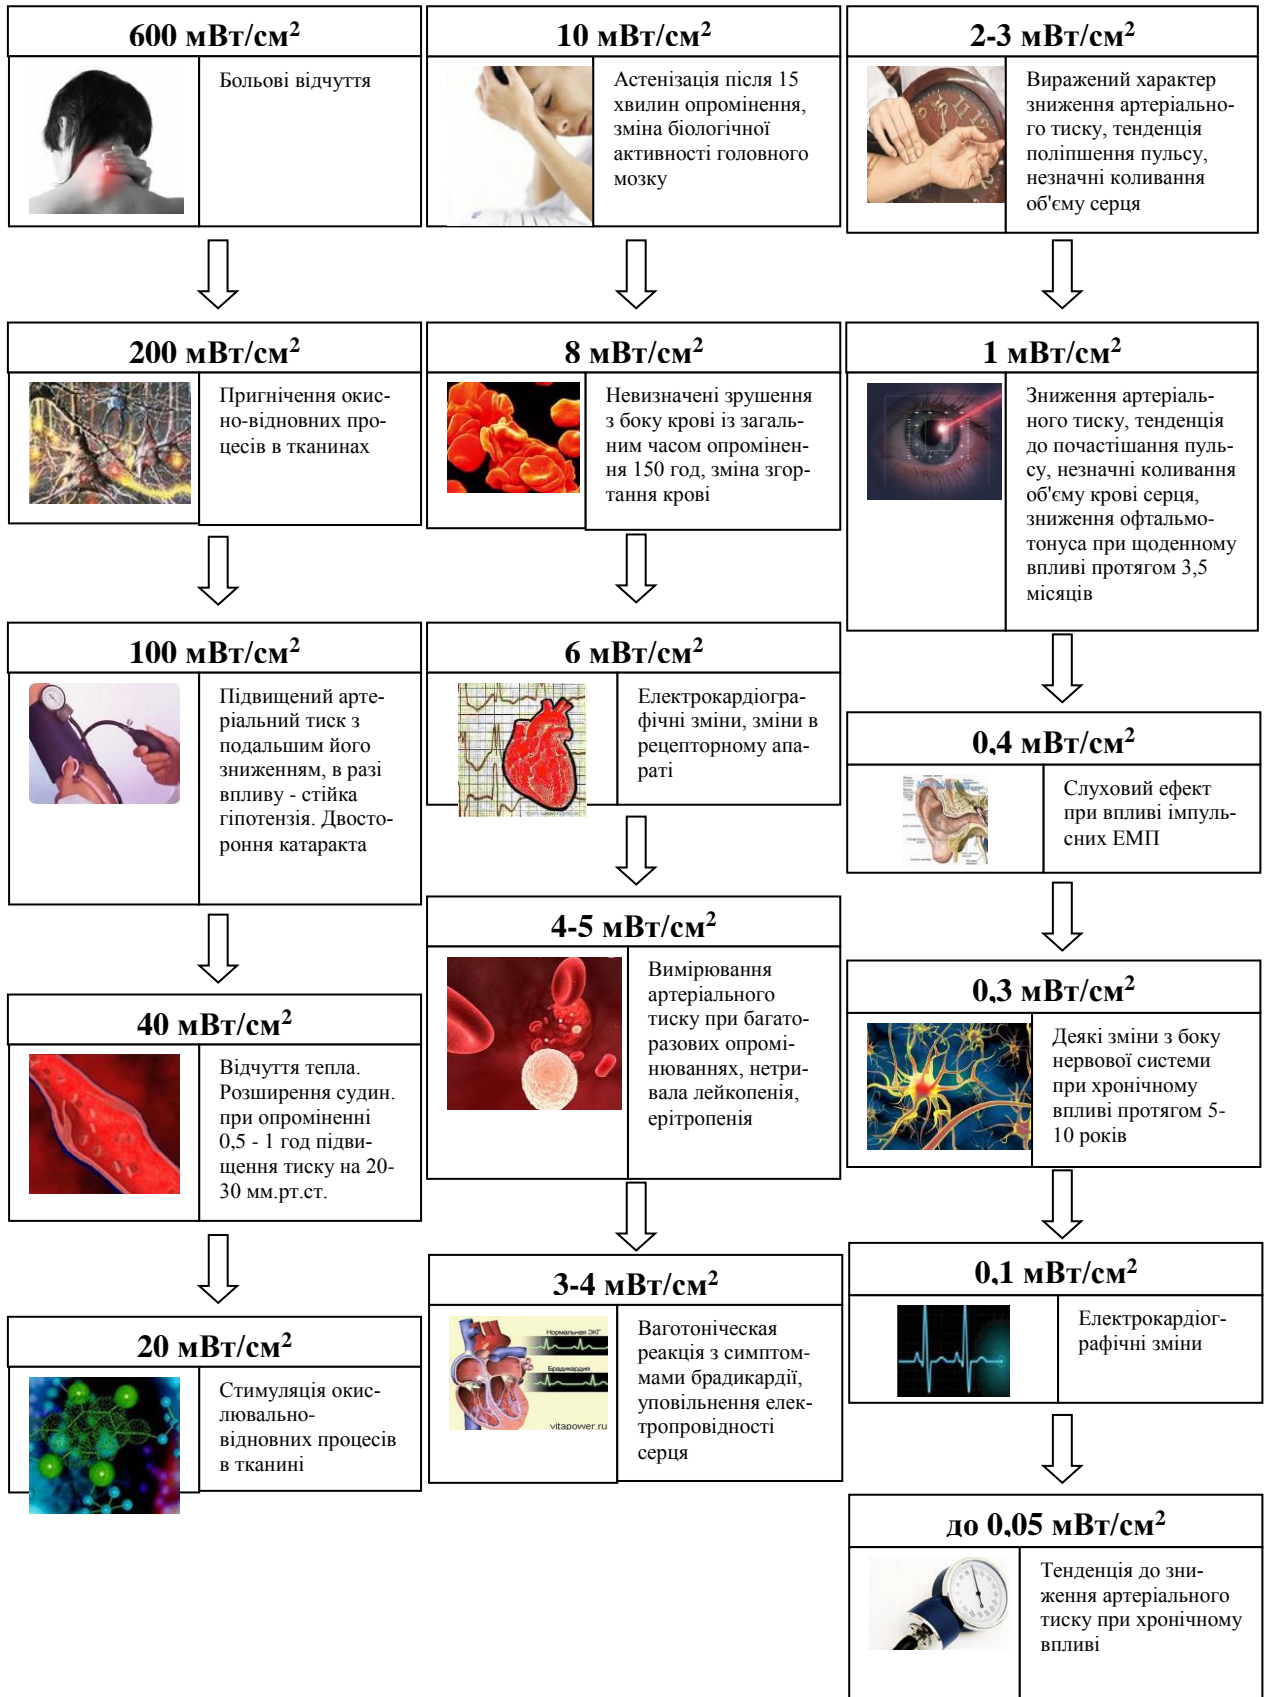 600 мВт/см²
Больові відчуття
200 мВт/см²
Пригнічення окис-
но-відновних про-
цесів в тканинах
100 мВт/см²
Підвищений арте-
ріальний тиск з
подальшим його
зниженням, в разі
впливу - стійка
гіпотензія. Двосто-
роння катаракта
40 мВт/см²
Відчуття тепла.
Розширення судин.
при опроміненні
0,5 - 1 год підви-
щення тиску на 20-
30 мм.рт.ст.
20 мВт/см²
Стимуляція окис-
лювально-
відновних процесів
в тканині
10 мВт/см²
Астенізація після 15
хвилин опромінення,
зміна біологічної
активності головного
мозку
8 мВт/см²
Невизначені зрушення
з боку крові із загаль-
ним часом опромінен-
ня 150 год, зміна згор-
тання крові
6 мВт/см²
Електрокардіогра-
фічні зміни, зміни в
рецепторному апа-
раті
4-5 мВт/см²
Вимірювання
артеріального
тиску при багато-
разових опромі-
нюваннях, нетри-
вала лейкопенія,
ерітропенія
3-4 мВт/см²
Нормальная ЭКГ
Брадикардия
vitapower.ru
Ваготоніческая
реакція з симптом-
мами брадикардії,
уповільнення елек-
тропровідності
серця
2-3 мВт/см²
Виражений характер
зниження артеріально-
го тиску, тенденція
поліпшення пульсу,
незначні коливання
об'єму серця
1 мВт/см²
Зниження артеріаль-
ного тиску, тенденція
до почастішання пуль-
су, незначні коливання
об'єму крові серця,
зниження офтальмо-
тонуса при щоденному
впливі протягом 3,5
місяців
0,4 мВт/см²
Слуховий ефект
при впливі імпуль-
сних ЕМП
0,3 мВт/см²
Деякі зміни з боку
нервової системи
при хронічному
впливі протягом 5-
10 років
0,1 мВт/см²
Електрокардіог-
рафічні зміни
до 0,05 мВт/см²
Тенденція до зни-
ження артеріального
тиску при хронічному
впливі